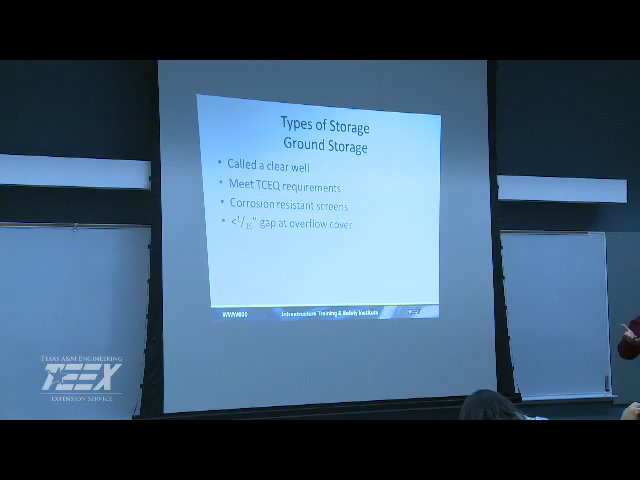 Types of Storage
Ground Storage
• Called a clear well
• Meet TCEQ requirements
• Corrosion resistant screens
• <1/16" gap at overflow cover
Infrastructure Training & Safety Institute
TEEX
TEXAS A&M ENGINEERING
TEEX
EXTENSION SERVICE